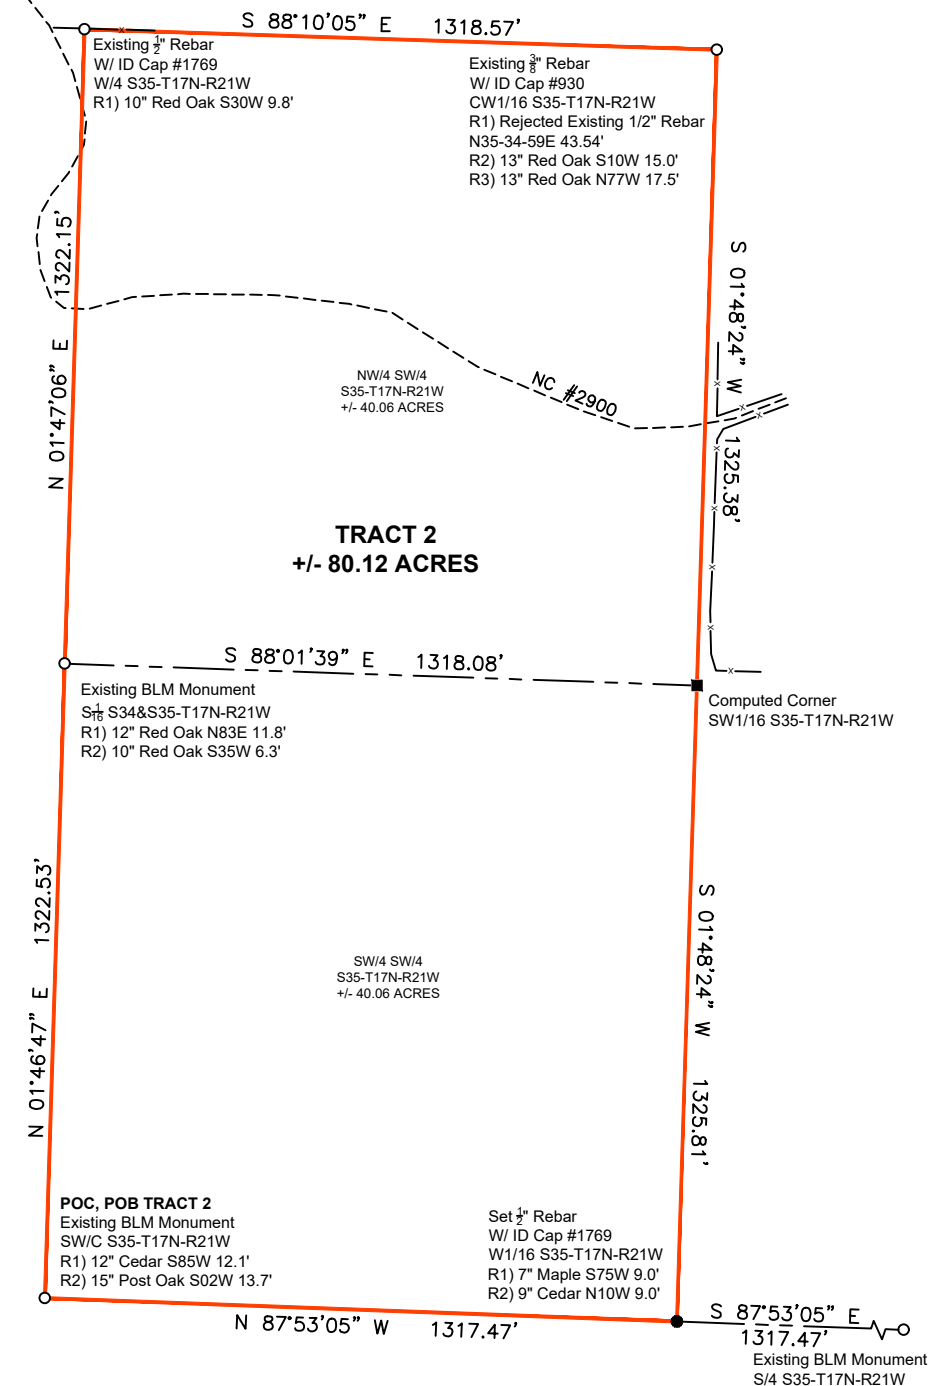 S 88°10'05" E 1318.57'
Existing 1/2" Rebar
W/ ID Cap #1769
W/4 S35-T17N-R21W
R1) 10" Red Oak S30W 9.8'
Existing 3/8" Rebar
W/ ID Cap #930
CW1/16 S35-T17N-R21W
R1) Rejected Existing 1/2" Rebar
N35-34-59E 43.54'
R2) 13" Red Oak S10W 15.0'
R3) 13" Red Oak N77W 17.5'
N 01°47'06" E 1322.15'
S 01°48'24" W 1325.38'
NW/4 SW/4
S35-T17N-R21W
+/- 40.06 ACRES
NC #2900
TRACT 2
+/- 80.12 ACRES
S 88°01'39" E 1318.08'
Existing BLM Monument
S1/16 S34&S35-T17N-R21W
R1) 12" Red Oak N83E 11.8'
R2) 10" Red Oak S35W 6.3'
Computed Corner
SW1/16 S35-T17N-R21W
N 01°46'47" E 1322.53'
S 01°48'24" W 1325.81'
SW/4 SW/4
S35-T17N-R21W
+/- 40.06 ACRES
POC, POB TRACT 2
Existing BLM Monument
SW/C S35-T17N-R21W
R1) 12" Cedar S85W 12.1'
R2) 15" Post Oak S02W 13.7'
Set 1/2" Rebar
W/ ID Cap #1769
W1/16 S35-T17N-R21W
R1) 7" Maple S75W 9.0'
R2) 9" Cedar N10W 9.0'
N 87°53'05" W 1317.47'
S 87°53'05" E
1317.47'
Existing BLM Monument
S/4 S35-T17N-R21W